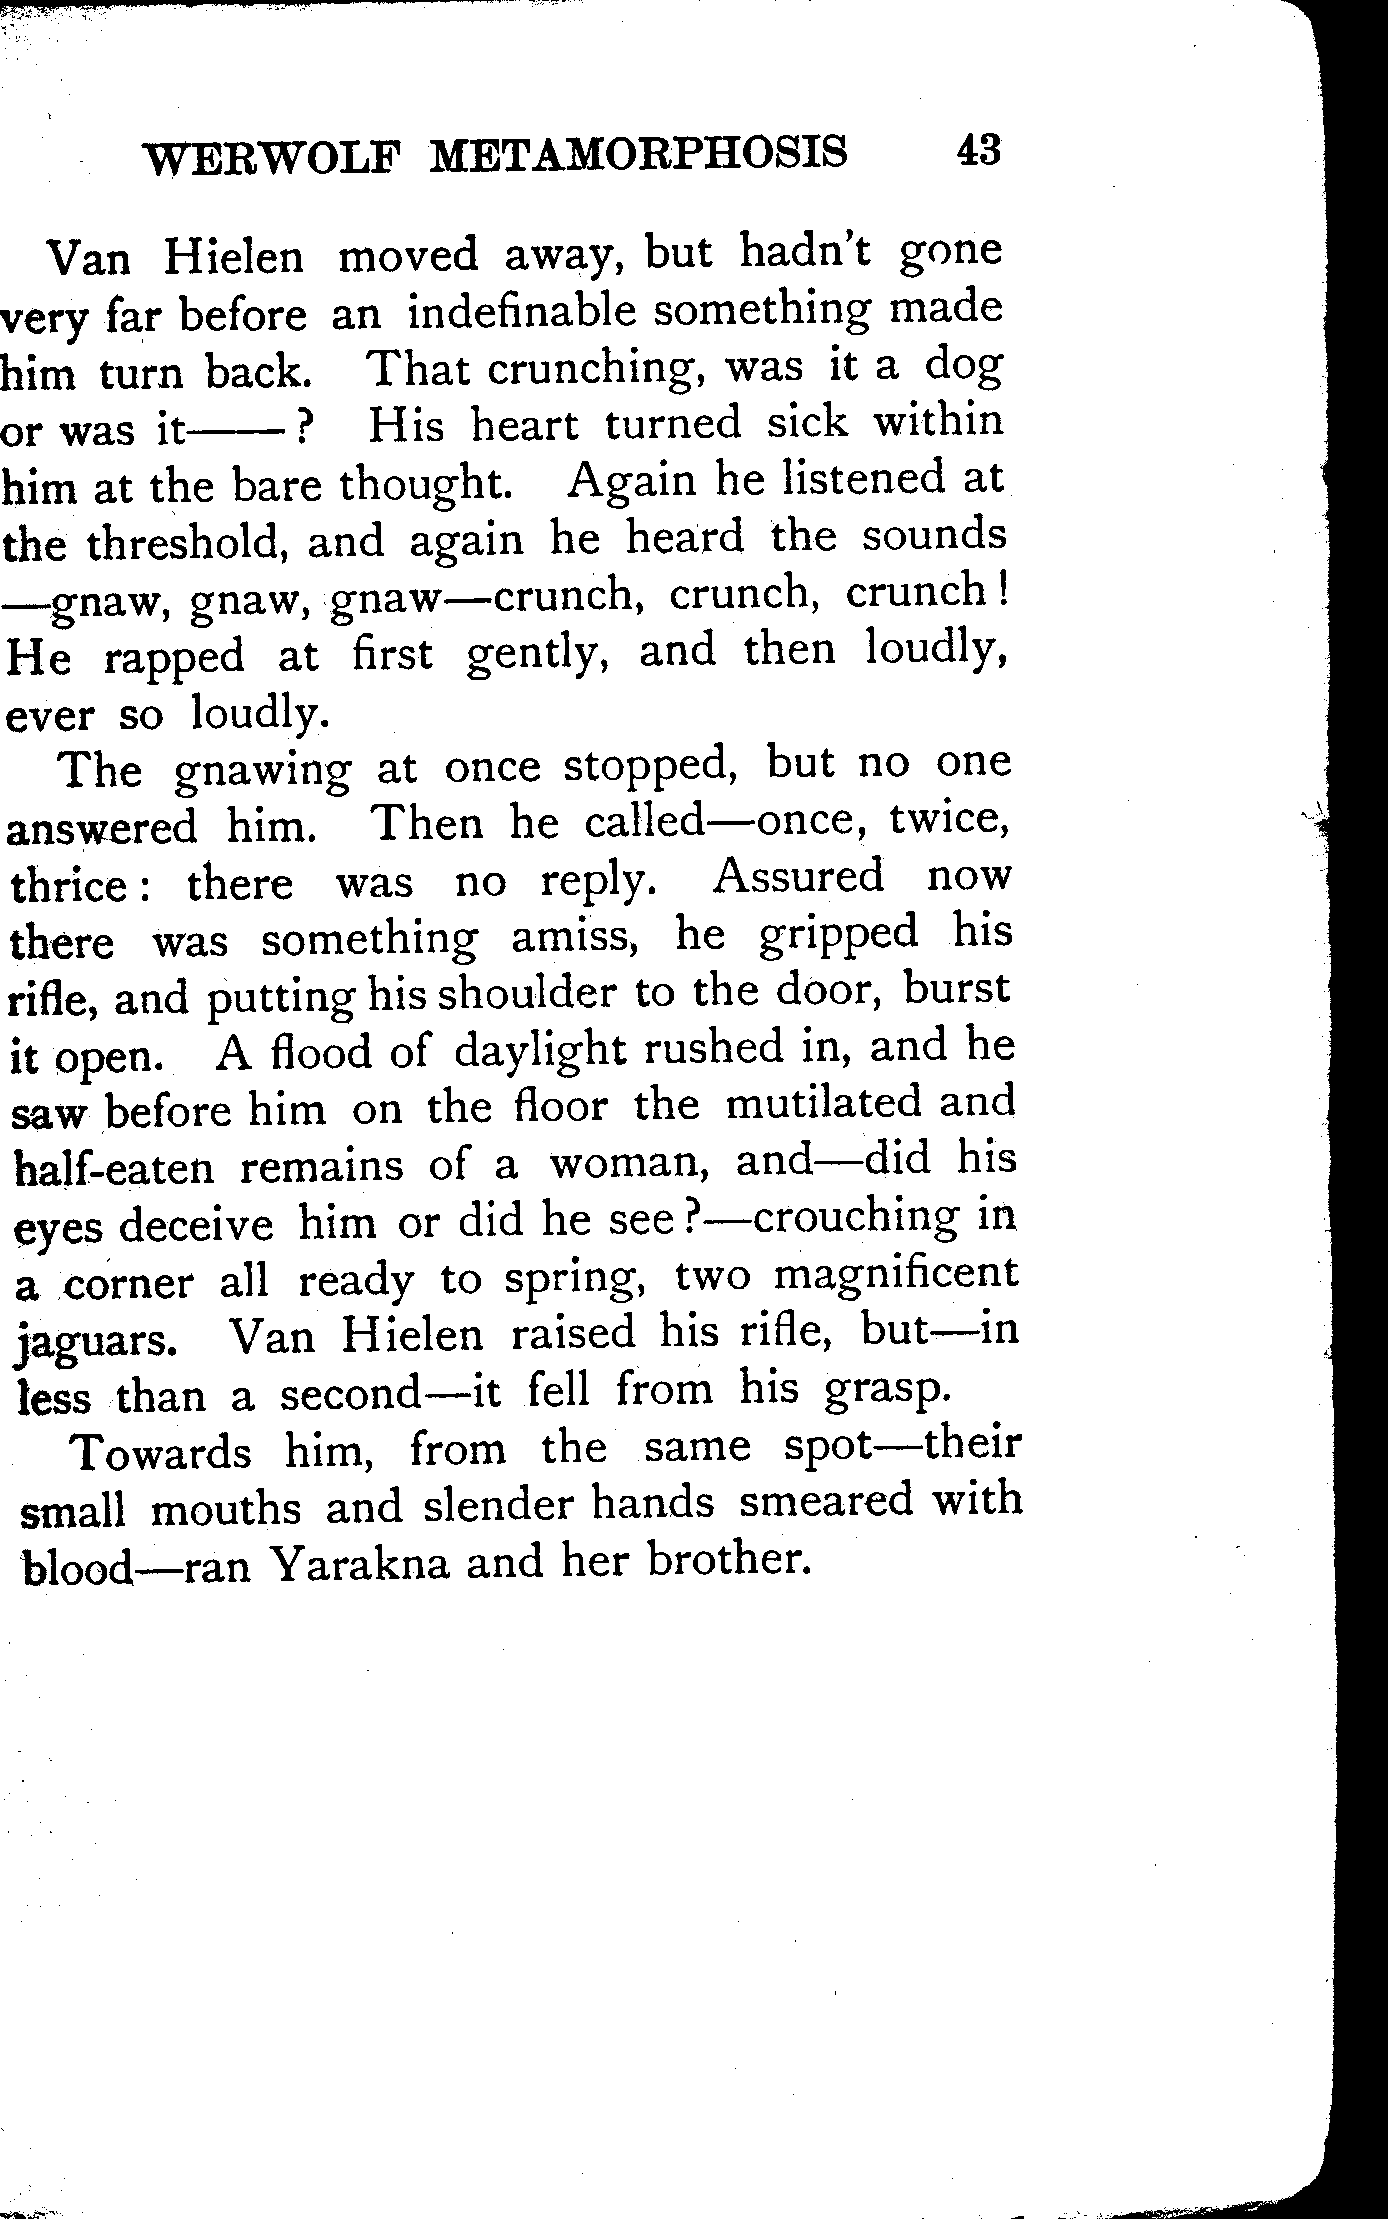 WERWOLF METAMORPHOSIS 43
Van Hielen moved away, but hadn't gone
very far before an indefinable something made
him turn back. That crunching, was it a dog
or was it——? His heart turned sick within
him at the bare thought. Again he listened at
the threshold, and again he heard the sounds
—gnaw, gnaw, gnaw—crunch, crunch, crunch!
He rapped at first gently, and then loudly,
ever so loudly.
The gnawing at once stopped, but no one
answered him. Then he called—once, twice,
thrice: there was no reply. Assured now
there was something amiss, he gripped his
rifle, and putting his shoulder to the door, burst
it open. A flood of daylight rushed in, and he
saw before him on the floor the mutilated and
half-eaten remains of a woman, and—did his
eyes deceive him or did he see?—crouching in
a corner all ready to spring, two magnificent
jaguars. Van Hielen raised his rifle, but—in
less than a second—it fell from his grasp.
Towards him, from the same spot—their
small mouths and slender hands smeared with
blood—ran Yarakna and her brother.